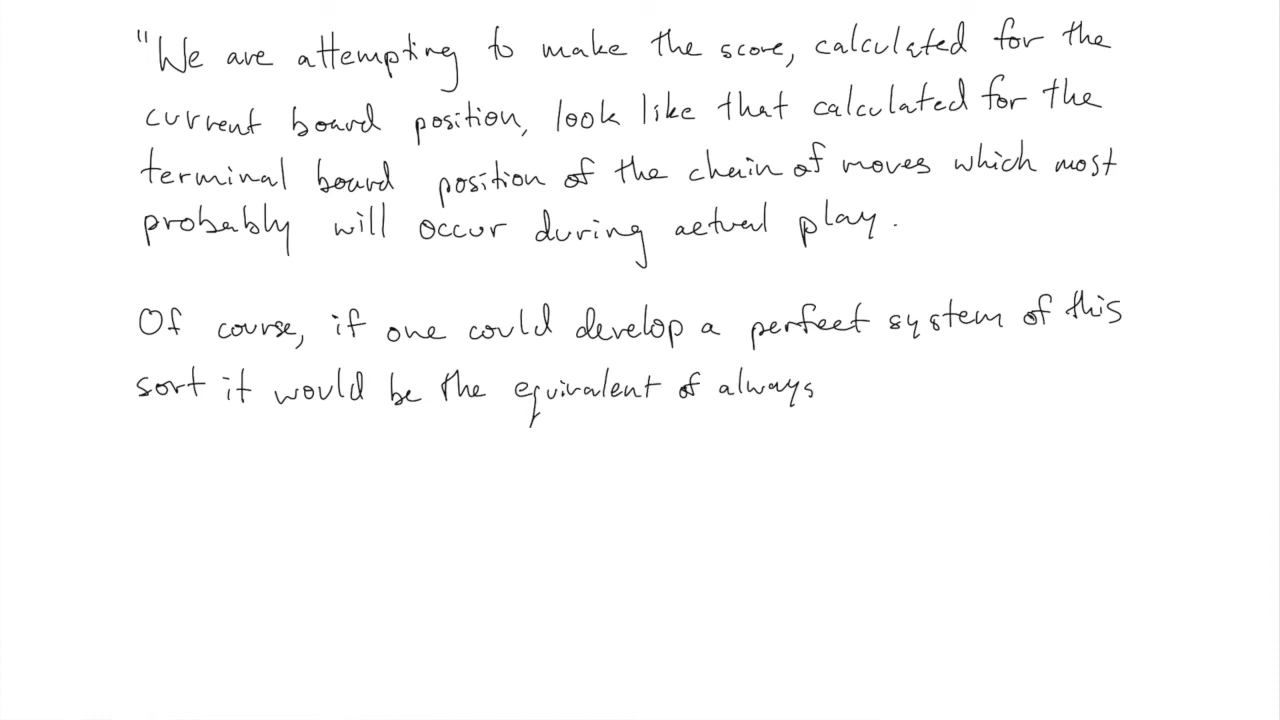 "We are attempting to make the score, calculated for the
current board position, look like that calculated for the
terminal board position of the chain of moves which most
probably will occur during actual play.
Of course, if one could develop a perfect system of this
sort it would be the equivalent of always